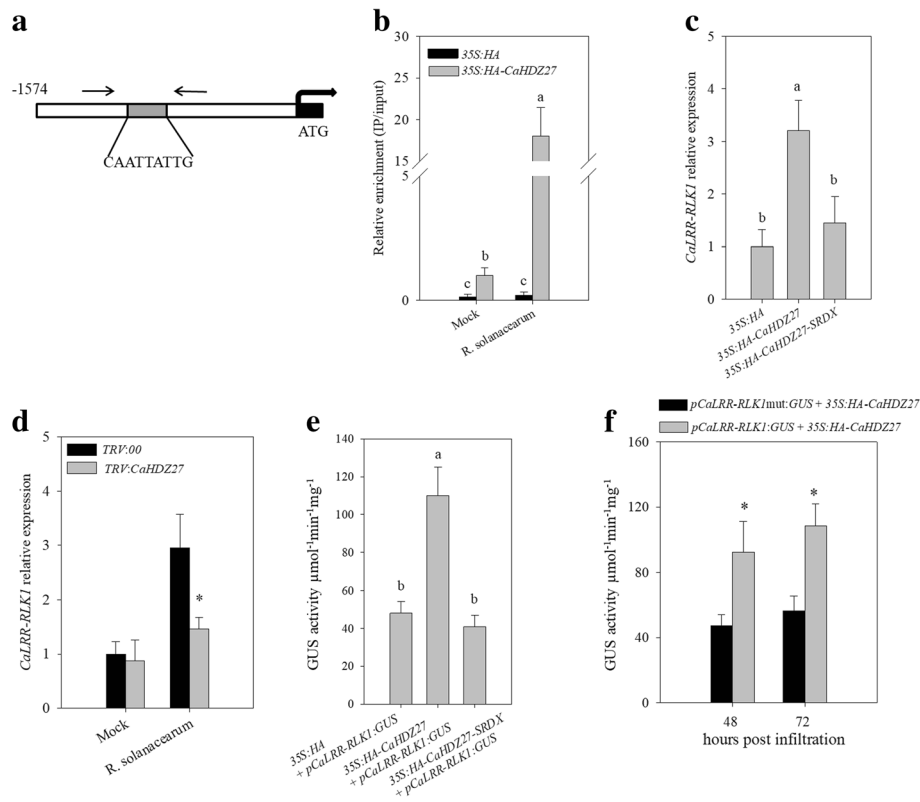 a
-1574
ATG
CAATTATTG
b
Relative enrichment (IP/input)
30
25
20
15
5
0
35S:HA
35S:HA-CaHDZ27
c
b
c
a
Mock
R. solanacearum
c
CaLRR-RLK1 relative expression
5
4
3
2
1
0
b
a
b
35S:HA
35S:HA-CaHDZ27
35S:HA-CaHDZ27-SRDX
d
CaLRR-RLK1 relative expression
5
4
3
2
1
0
TRV:00
TRV:CaHDZ27
*
Mock
R. solanacearum
e
GUS activity µmol⁻¹min⁻¹mg⁻¹
140
120
100
80
60
40
20
0
b
a
b
35S:HA
+ pCaLRR-RLK1:GUS
35S:HA-CaHDZ27
+ pCaLRR-RLK1:GUS
35S:HA-CaHDZ27-SRDX
+ pCaLRR-RLK1:GUS
f
pCaLRR-RLK1mut:GUS + 35S:HA-CaHDZ27
pCaLRR-RLK1:GUS + 35S:HA-CaHDZ27
GUS activity µmol⁻¹min⁻¹mg⁻¹
160
120
80
40
0
*
*
48
72
hours post infiltration